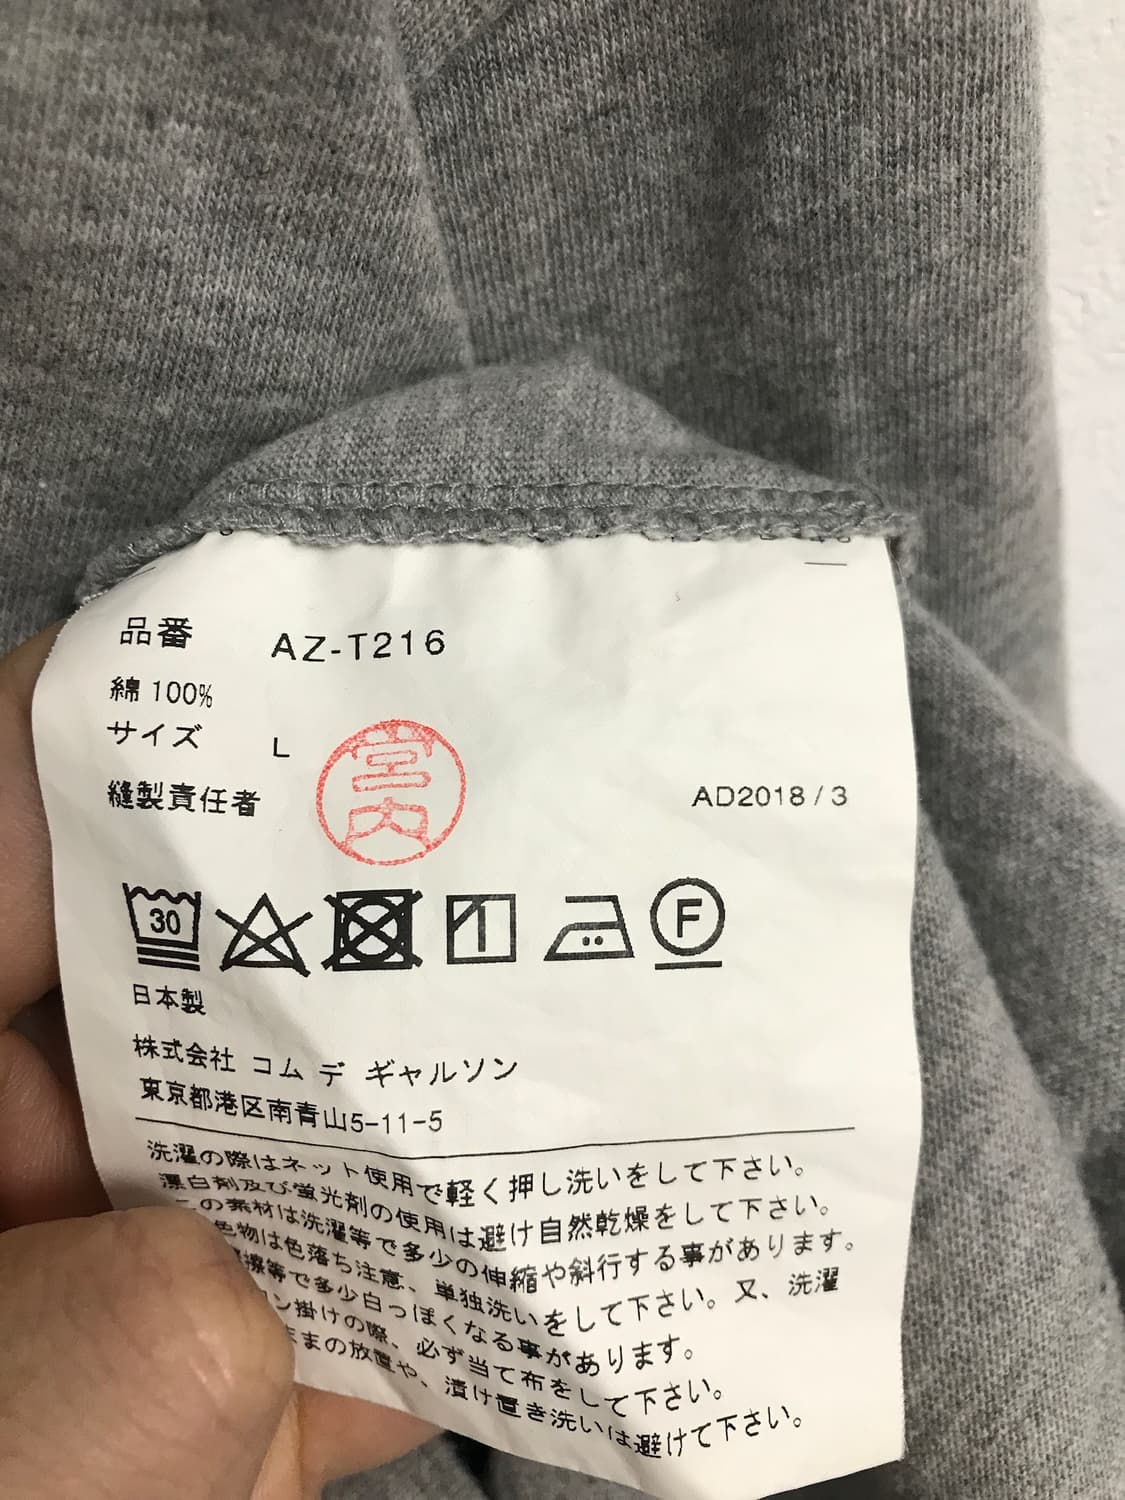 品番 AZ-T216
綿 100%
サイズ L
宮内
縫製責任者 AD2018/3
30 F
日本製
株式会社 コム デ ギャルソン
東京都港区南青山5-11-5
洗濯の際はネット使用で軽く押し洗いをして下さい。
漂白剤及び蛍光剤の使用は避け自然乾燥をして下さい。
この素材は洗濯等で多少の伸縮や斜行する事があります。
色物は色落ち注意、単独洗いをして下さい。又、洗濯
擦等で多少白っぽくなる事があります。
ン掛けの際、必ず当て布をして下さい。
ままの放置や、漬け置き洗いは避けて下さい。